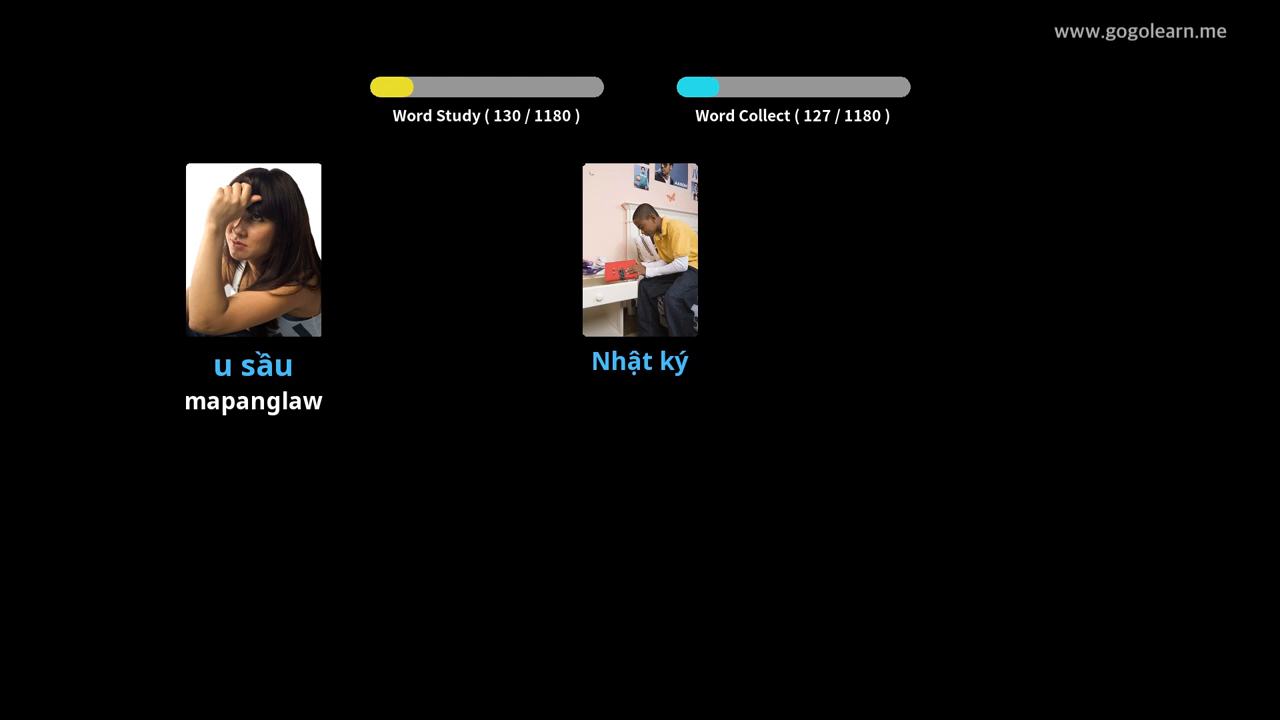 www.gogolearn.me
Word Study ( 130 / 1180 )
Word Collect ( 127 / 1180 )
u sầu
mapanglaw
Nhật ký